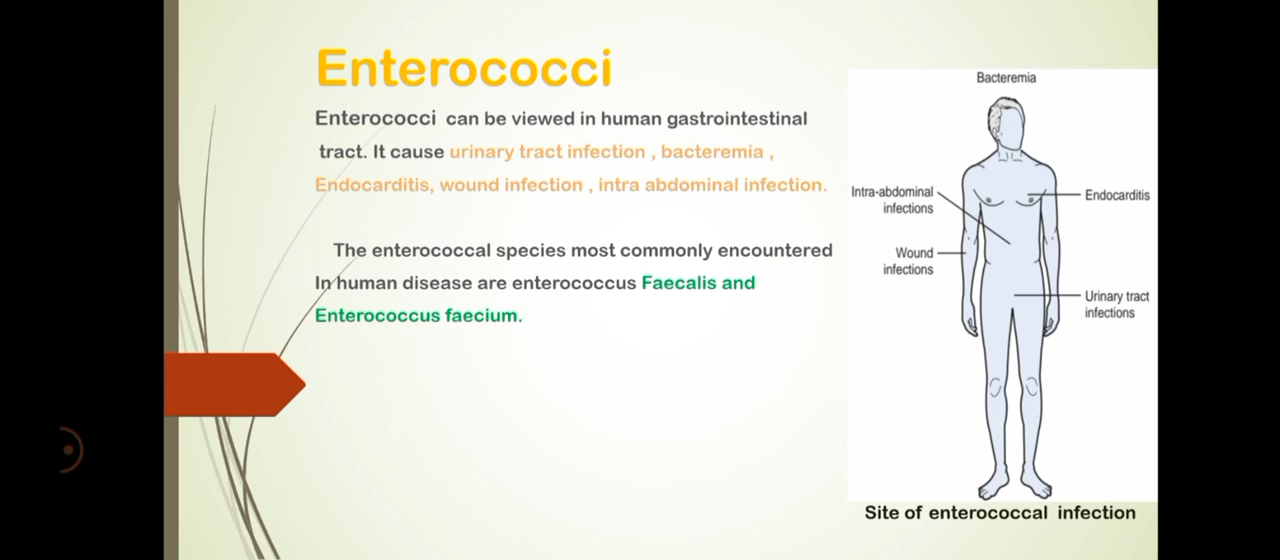 Enterococci
Enterococci can be viewed in human gastrointestinal
tract. It cause urinary tract infection , bacteremia ,
Endocarditis, wound infection , intra abdominal infection.
The enterococcal species most commonly encountered
In human disease are enterococcus Faecalis and
Enterococcus faecium.
Bacteremia
Intra-abdominal
infections
Endocarditis
Wound
infections
Urinary tract
infections
Site of enterococcal infection